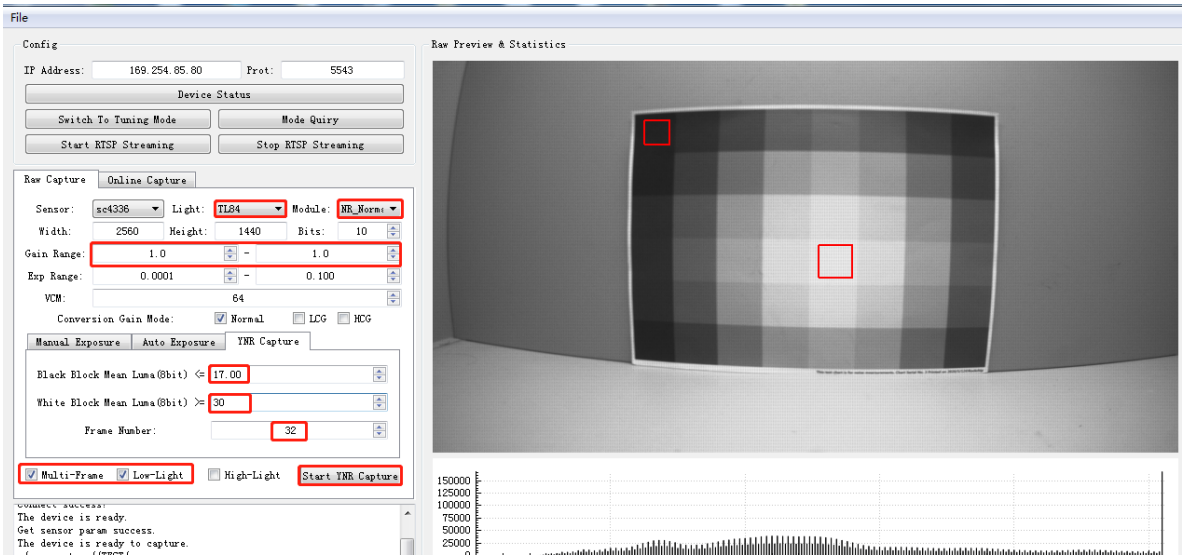 File
Config
IP Address: 169.254.85.80 Prot: 5543
Device Status
Switch To Tuning Mode Mode Quiry
Start RTSP Streaming Stop RTSP Streaming
Raw Capture Online Capture
Sensor: sc4336 Light: TL84 Module: NR_Norm
Width: 2560 Height: 1440 Bits: 10
Gain Range: 1.0 - 1.0
Exp Range: 0.0001 - 0.100
VCM: 64
Conversion Gain Mode: Normal LCG HCG
Manual Exposure Auto Exposure YNR Capture
Black Block Mean Luma(8bit) <= 17.00
White Block Mean Luma(8bit) >= 30
Frame Number: 32
Multi-Frame Low-Light High-Light Start YNR Capture
Connect success!
The device is ready.
Get sensor param success.
The device is ready to capture.
Raw Preview & Statistics
150000
125000
100000
75000
50000
25000
0